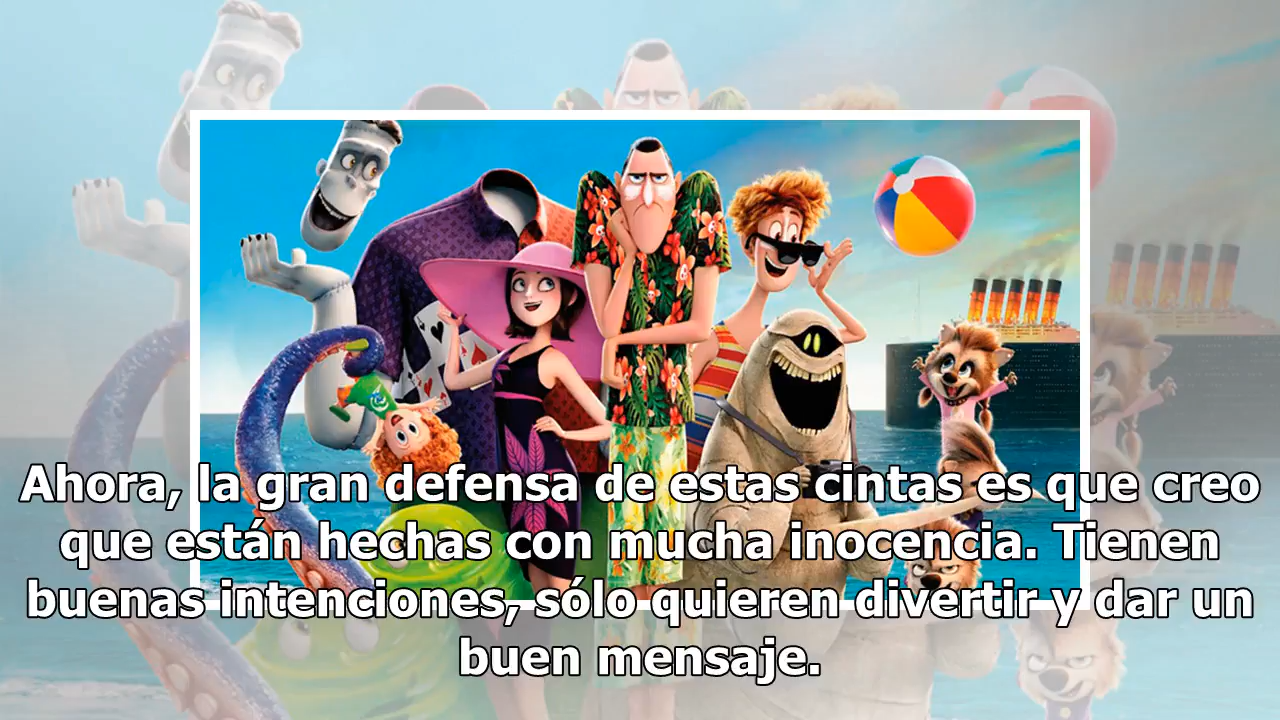 Ahora, la gran defensa de estas cintas es que creo
que están hechas con mucha inocencia. Tienen
buenas intenciones, sólo quieren divertir y dar un
buen mensaje.